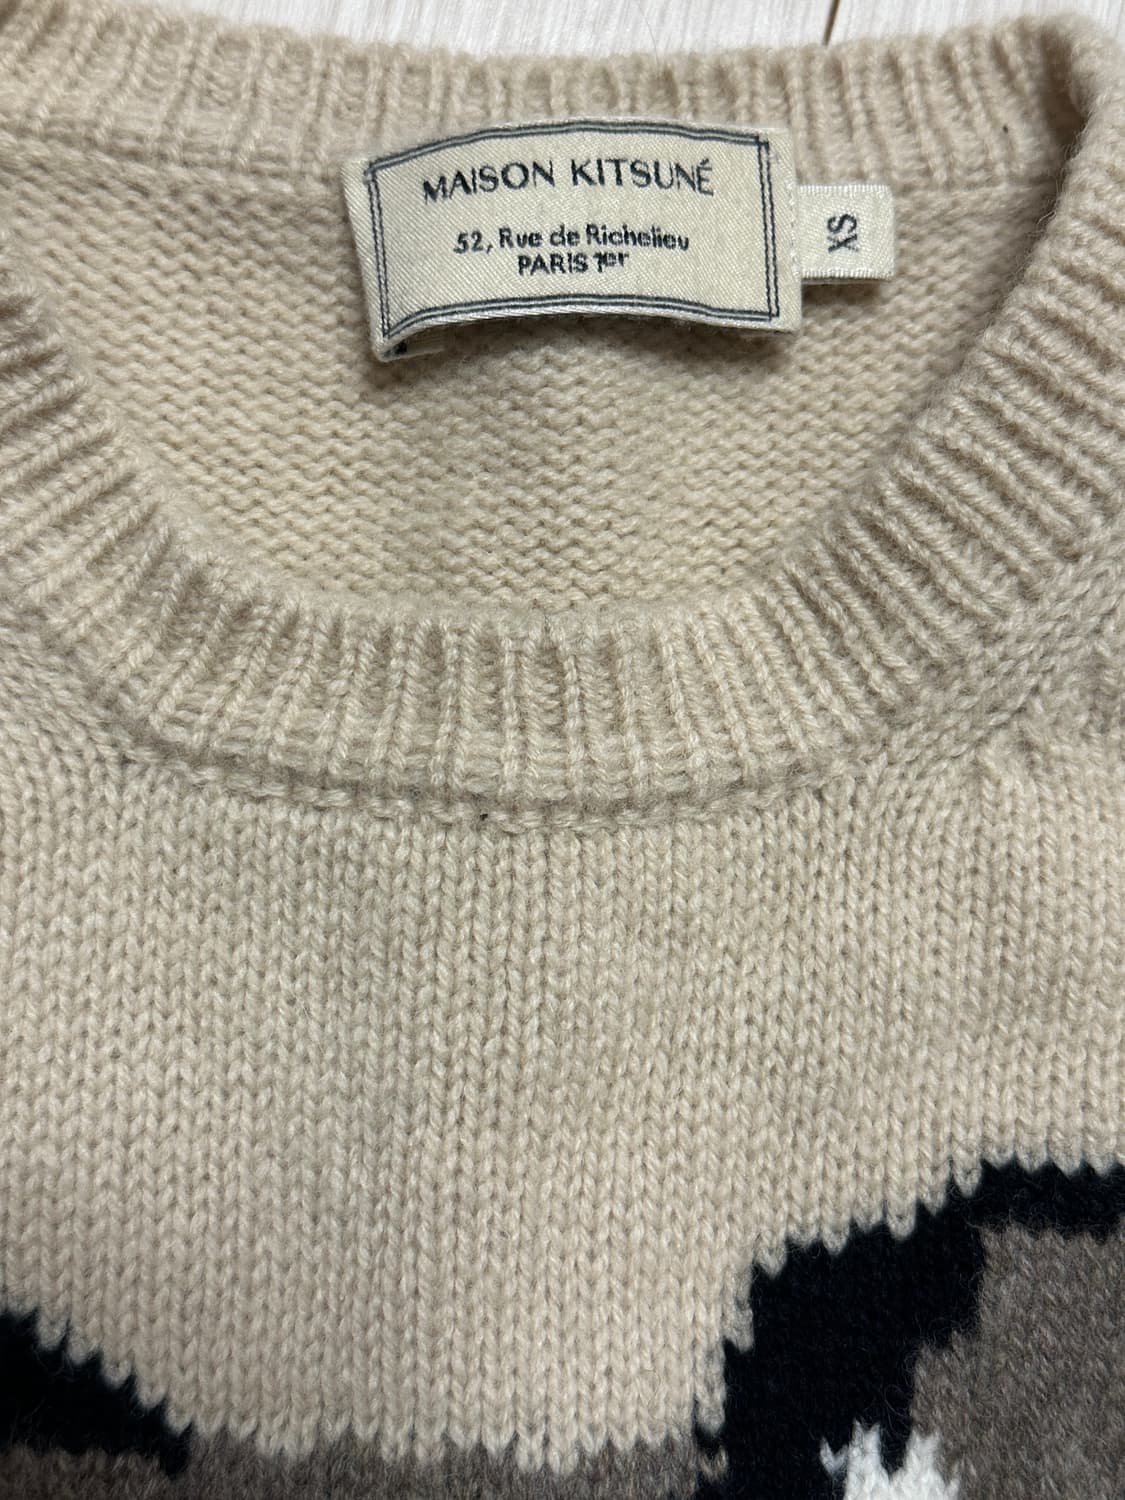 MAISON KITSUNÉ
52, Rue de Richelieu
PARIS 1er
XS